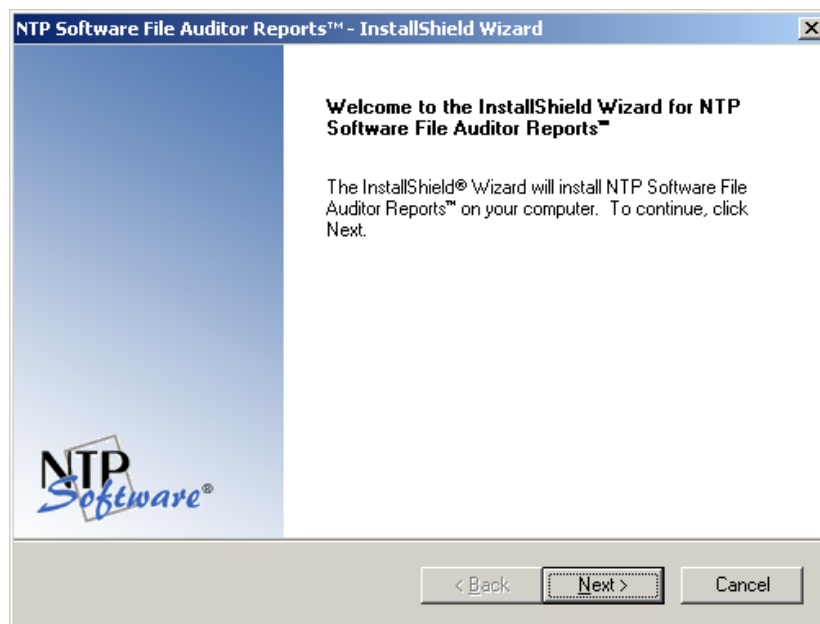 NTP Software File Auditor Reports™ - InstallShield Wizard
Welcome to the InstallShield Wizard for NTP
Software File Auditor Reports™
The InstallShield® Wizard will install NTP Software File
Auditor Reports™ on your computer. To continue, click
Next.
NTP
Software®
< Back
Next >
Cancel